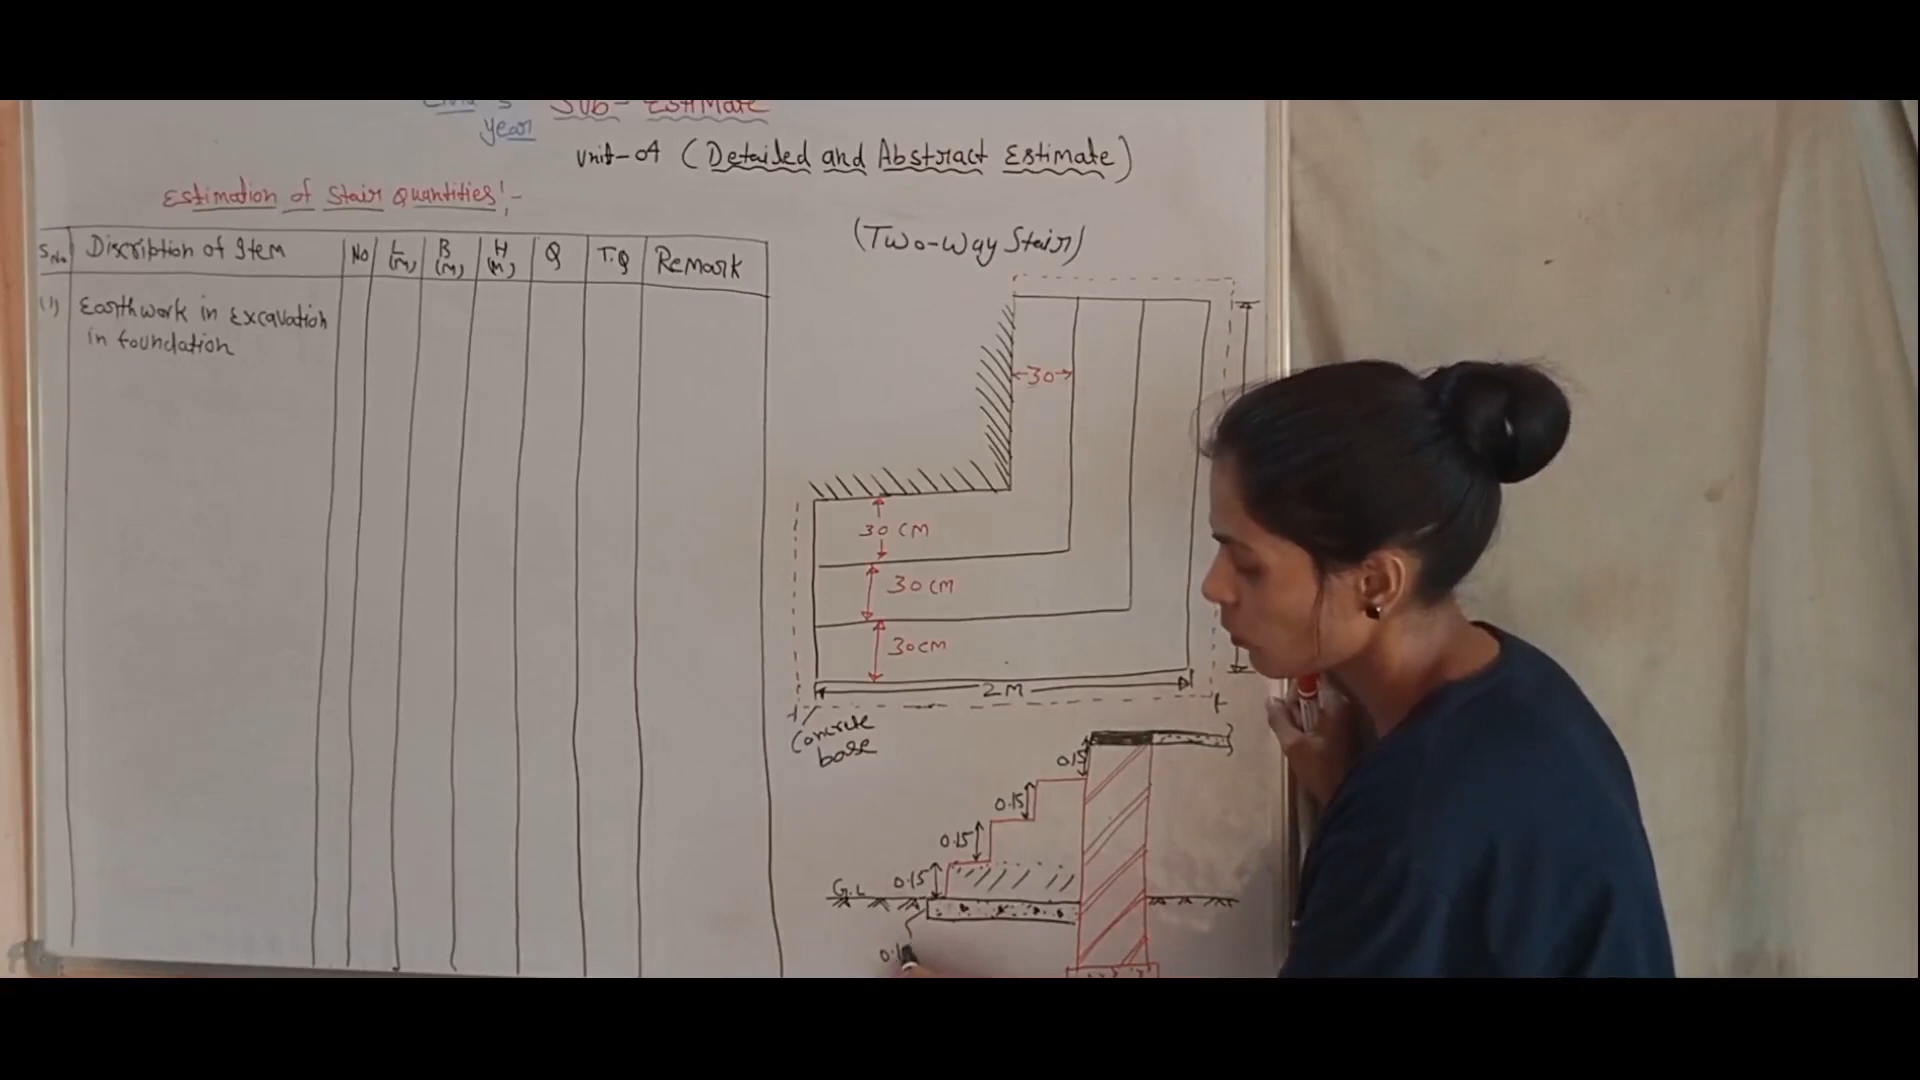 Sub- Estimate
year
Unit-04 (Detailed and Abstract Estimate)
Estimation of Stair Quantities:-
S.No. Discription of Item No L (m) B (m) H (M) Q T.Q Remark
(1) Earthwork in Excavation
in foundation
(Two-Way Stair)
30
30 CM
30 CM
30 CM
2 M
Concrete
base
0.15
0.15
0.15
0.15
G.L